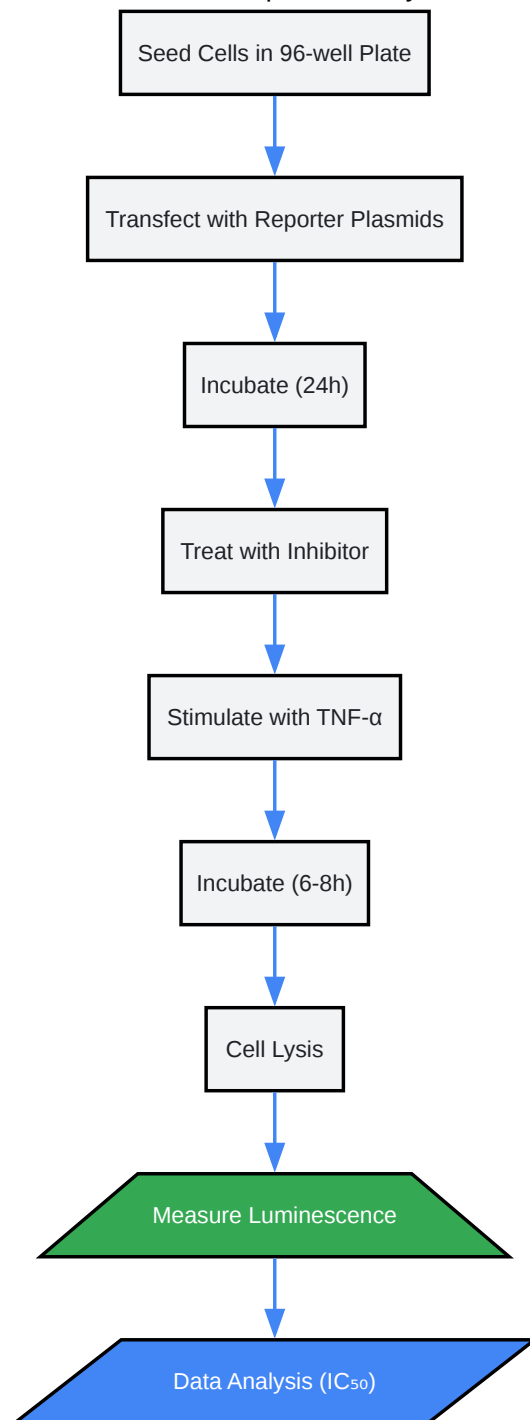 Seed Cells in 96-well Plate
Transfect with Reporter Plasmids
Incubate (24h)
Treat with Inhibitor
Stimulate with TNF-α
Incubate (6-8h)
Cell Lysis
Measure Luminescence
Data Analysis (IC₅₀)